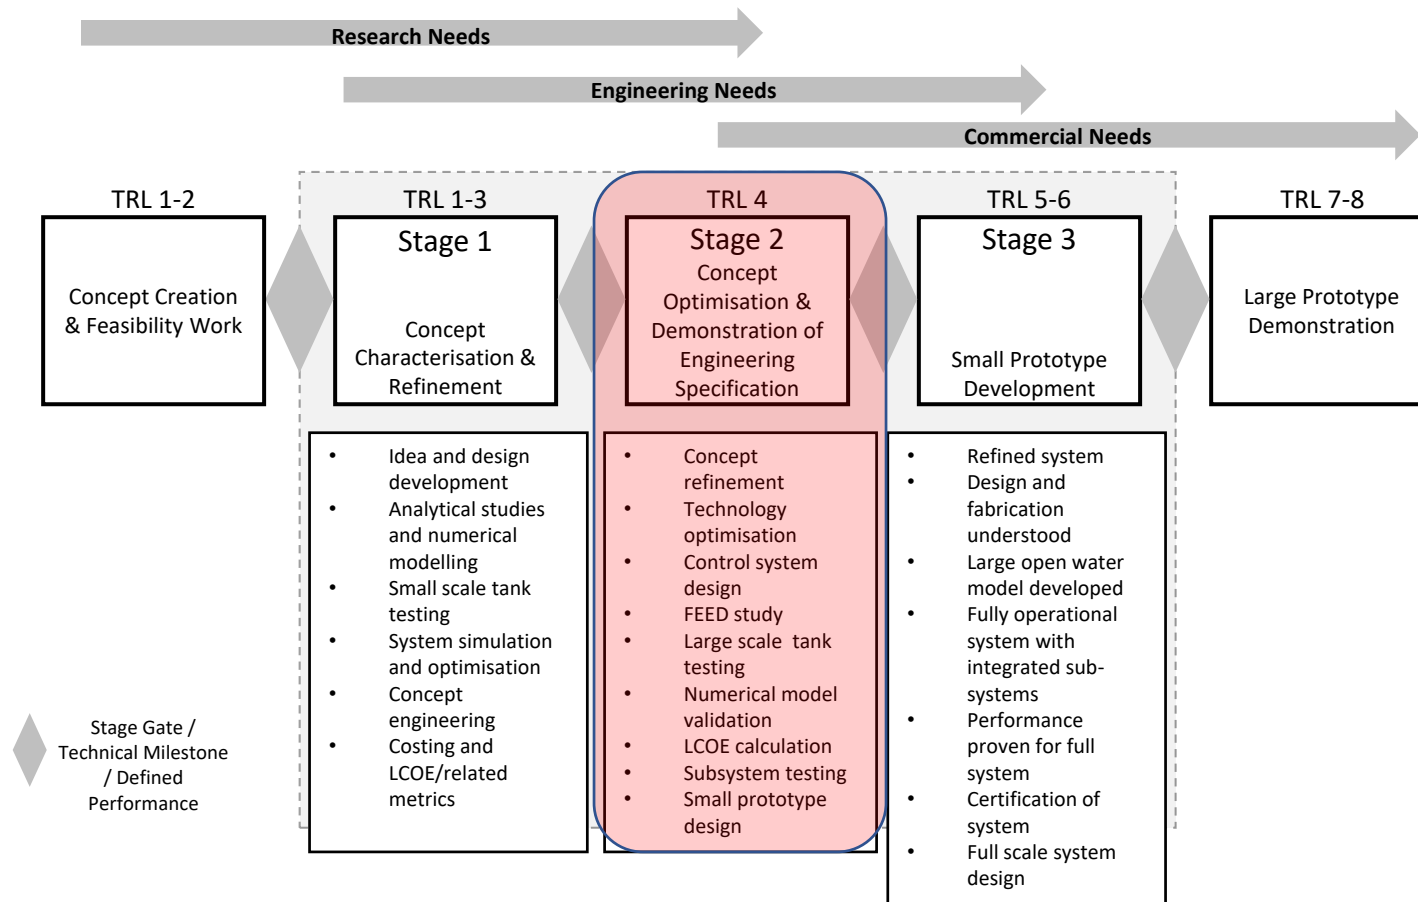 Research Needs
Engineering Needs
Commercial Needs
TRL 1-2
Concept Creation
& Feasibility Work
TRL 1-3
Stage 1
Concept
Characterisation &
Refinement
TRL 4
Stage 2
Concept
Optimisation &
Demonstration of
Engineering
Specification
TRL 5-6
Stage 3
Small Prototype
Development
TRL 7-8
Large Prototype
Demonstration
• Idea and design
development
• Analytical studies
and numerical
modelling
• Small scale tank
testing
• System simulation
and optimisation
• Concept
engineering
• Costing and
LCOE/related
metrics
• Concept
refinement
• Technology
optimisation
• Control system
design
• FEED study
• Large scale tank
testing
• Numerical model
validation
• LCOE calculation
• Subsystem testing
• Small prototype
design
• Refined system
• Design and
fabrication
understood
• Large open water
model developed
• Fully operational
system with
integrated sub-
systems
• Performance
proven for full
system
• Certification of
system
• Full scale system
design
Stage Gate /
Technical Milestone
/ Defined
Performance